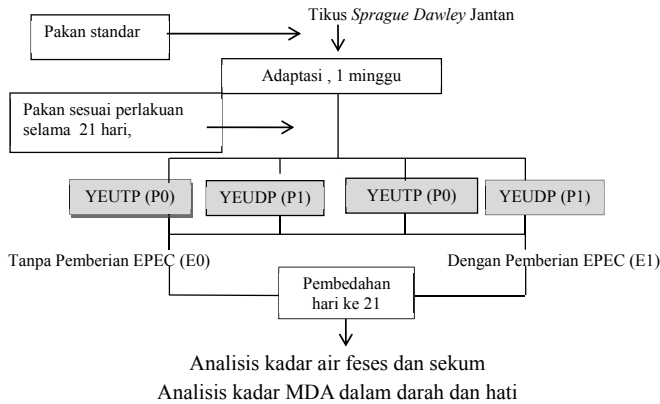 Tikus Sprague Dawley Jantan
Pakan standar
Adaptasi , 1 minggu
Pakan sesuai perlakuan
selama 21 hari,
YEUTP (P0)
YEUDP (P1)
YEUTP (P0)
YEUDP (P1)
Tanpa Pemberian EPEC (E0)
Dengan Pemberian EPEC (E1)
Pembedahan
hari ke 21
Analisis kadar air feses dan sekum
Analisis kadar MDA dalam darah dan hati